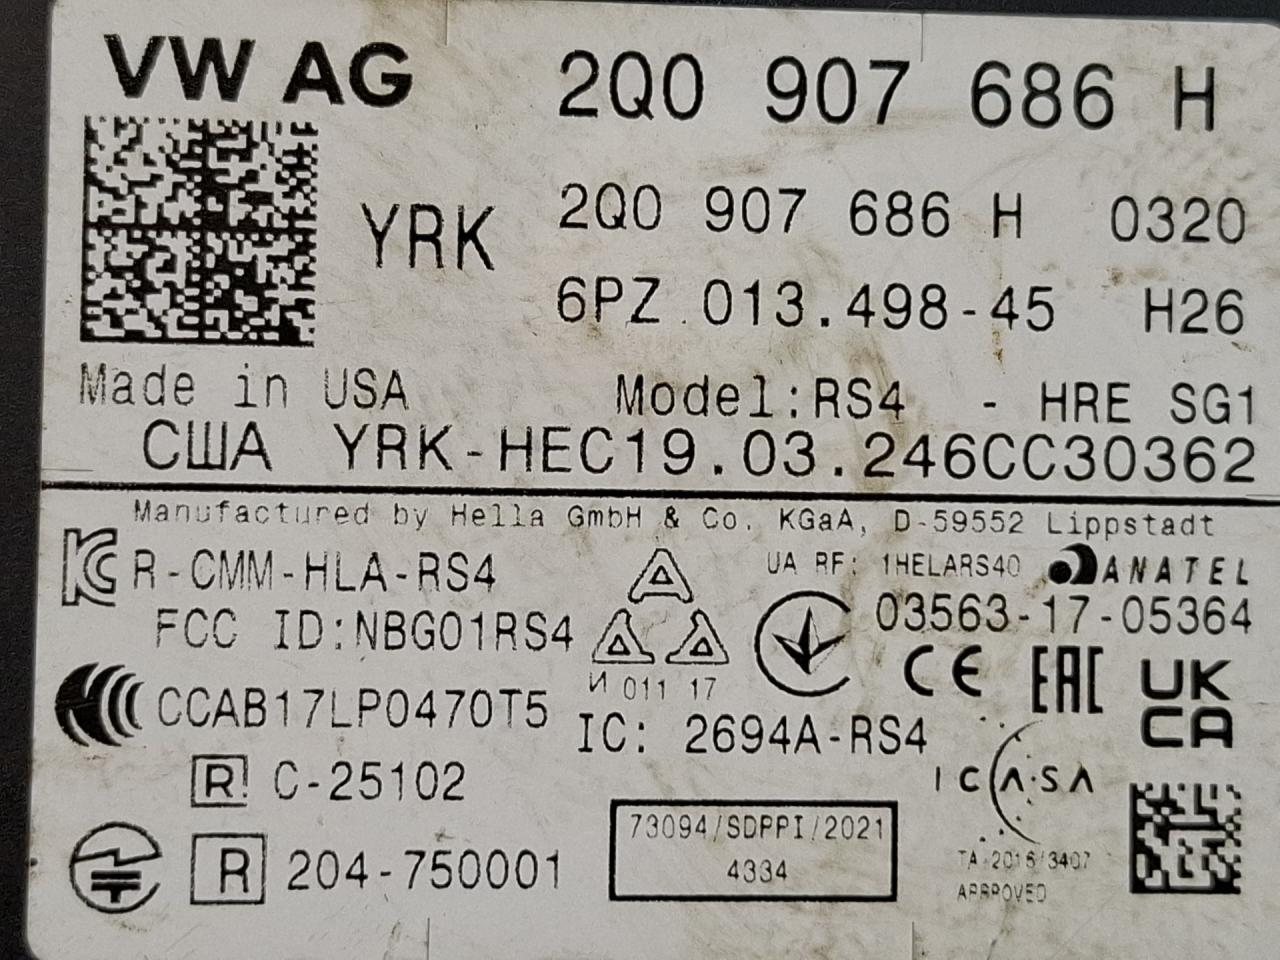 VW AG 2Q0 907 686 H
YRK 2Q0 907 686 H 0320
6PZ 013.498-45 H26
Made in USA Model:RS4 - HRE SG1
США YRK-HEC19.03.246CC30362
Manufactured by Hella GmbH & Co. KGaA, D-59552 Lippstadt
R-CMM-HLA-RS4 UA RF: 1HELARS40 ANATEL
FCC ID:NBG01RS4 03563-17-05364
И 011 17 CE EAC UK CA
CCAB17LP0470T5 IC: 2694A-RS4
R C-25102 ICASA
R 204-750001 73094/SDPPI/2021
4334
TA-2016/3407
APPROVED